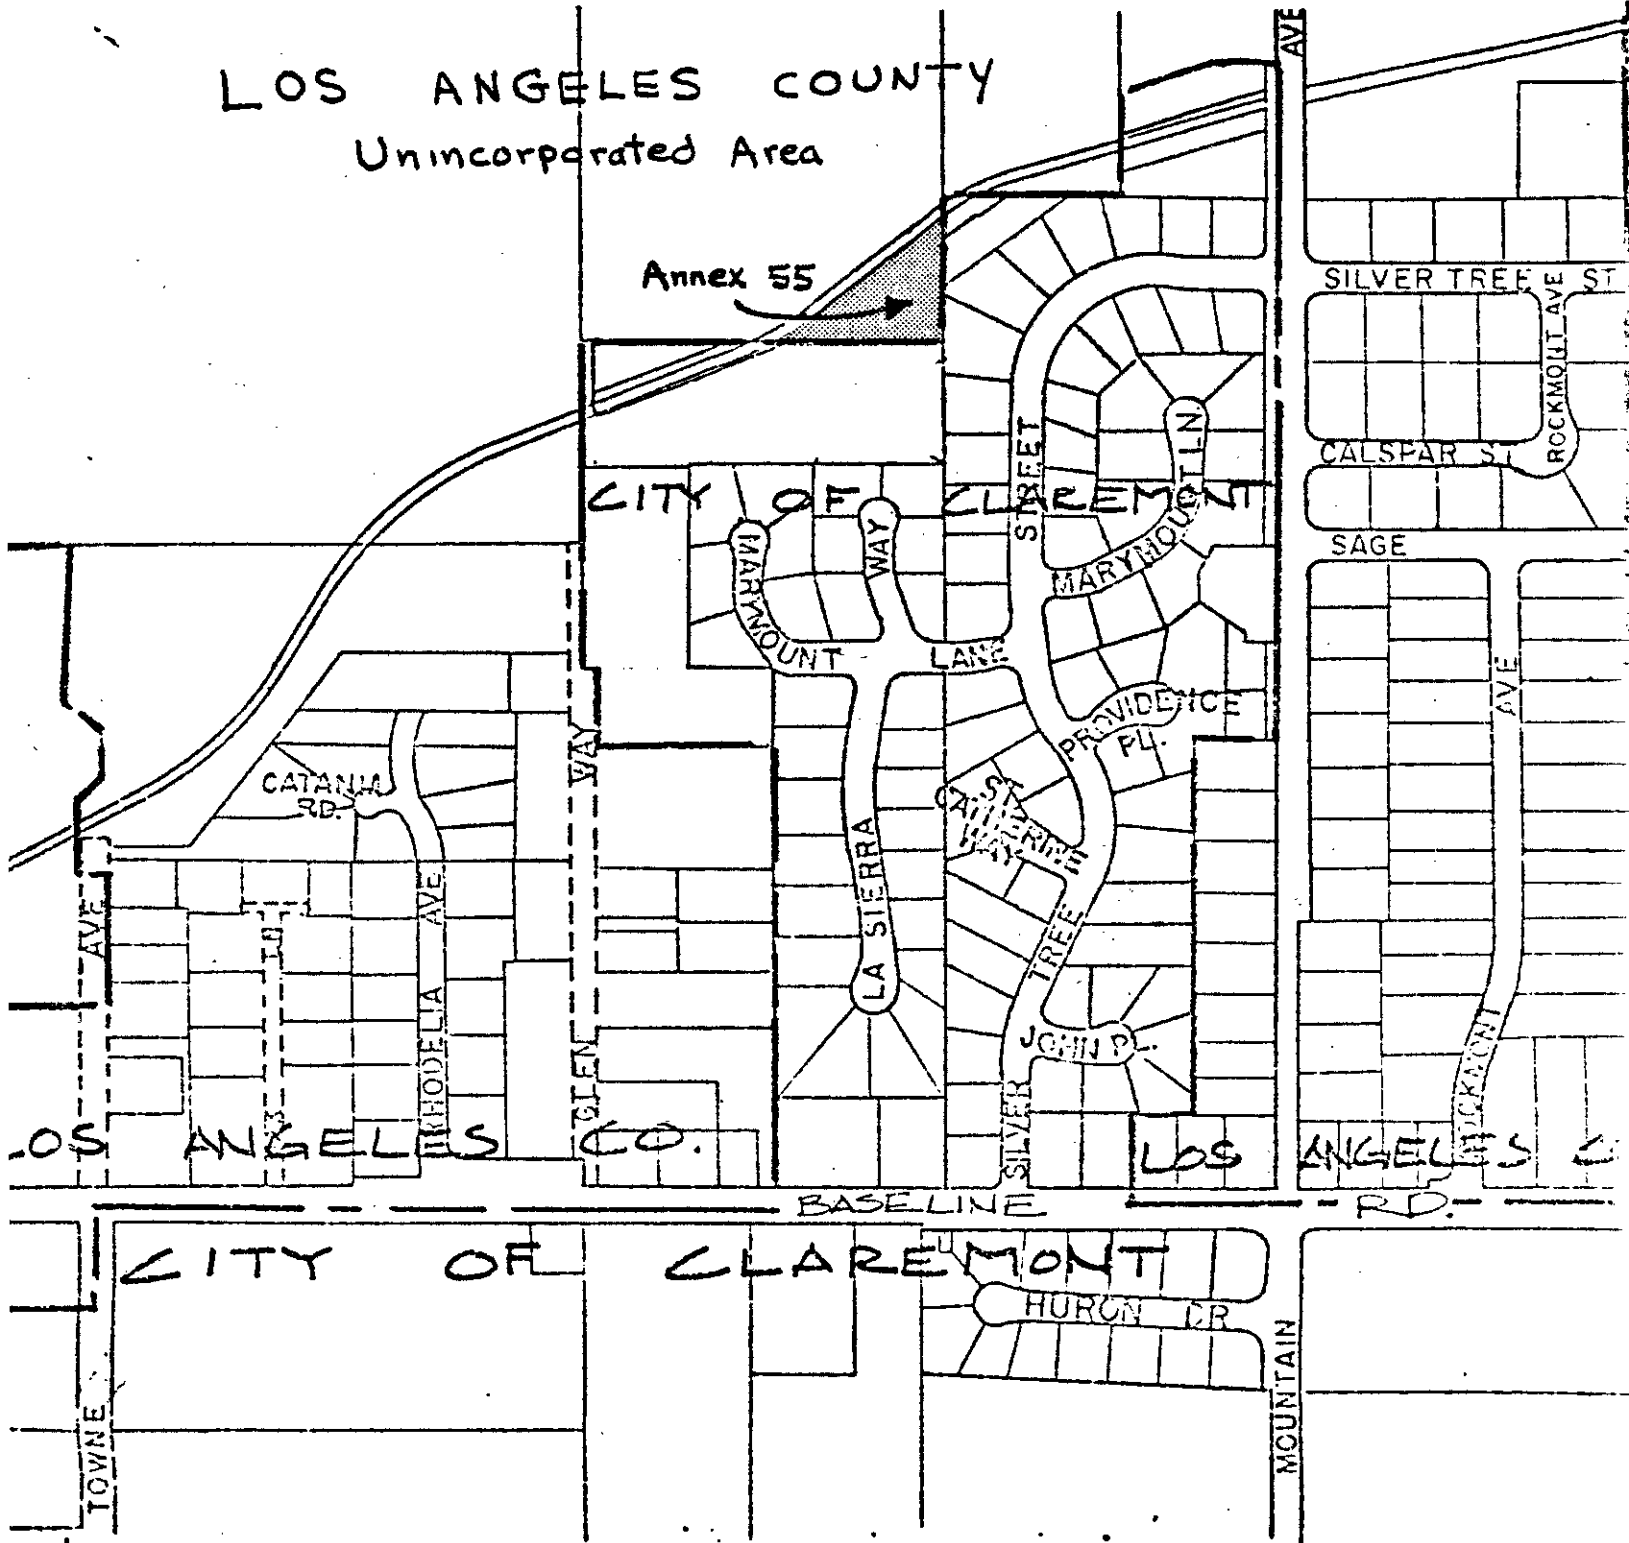 LOS ANGELES COUNTY
Unincorporated Area
AVE
Annex 55
SILVER TREE ST
ROCKMONT AVE
STREET
CALSPAR ST
CITY OF CLAREMONT
MARYMOUNT LN.
SAGE
MARYMOUNT LANE
WAY
AVE
PROVIDENCE
PL.
WAY
CATANIA
RD.
ST.
CATHERINE
WAY
LA SIERRA
TREE
AVE
LN
RHODELIA AVE
JOHN PL.
GLEN
SILVER
ROCKMONT
LOS ANGELES CO.
LOS ANGELES C
BASELINE RD.
CITY OF CLAREMONT
HURON DR
MOUNTAIN
TOWNE